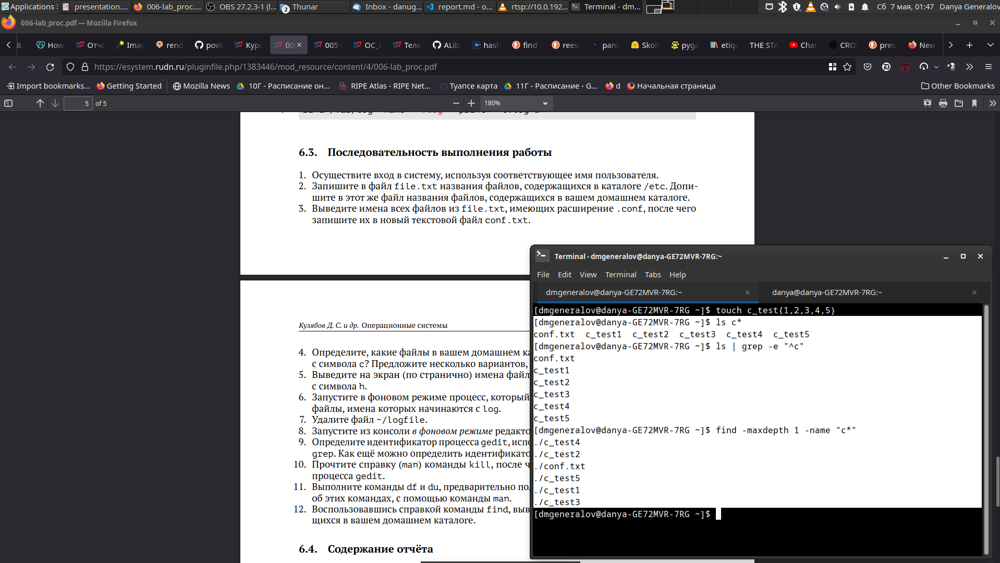 Applications
presentation....
006-lab_proc....
OBS 27.2.3-1 (l...
2
Thunar
Inbox - danug...
report.md - o...
rtsp://10.0.192...
Terminal - dm...
Сб  7 мая, 01:47
Danya Generalov
006-lab_proc.pdf — Mozilla Firefox
8.
How
Отч
Imag
rend
povl
Курс
00
005-
ОС_
Теле
ALib
hash
find
rees
panc
Skolt
pyga
etiqu
THE STA
Chan
CRO
pres
New
https://esystem.rudn.ru/pluginfile.php/1383446/mod_resource/content/4/006-lab_proc.pdf
Import bookmarks...
Getting Started
Mozilla News
10Г - Расписание он...
RIPE Atlas - RIPE Net...
Туапсе карта
11Г - Расписание - G...
d
Начальная страница
Other Bookmarks
5
of 5
180%
6.3. Последовательность выполнения работы
1. Осуществите вход в систему, используя соответствующее имя пользователя.
2. Запишите в файл file.txt названия файлов, содержащихся в каталоге /etc. Допи-
шите в этот же файл названия файлов, содержащихся в вашем домашнем каталоге.
3. Выведите имена всех файлов из file.txt, имеющих расширение .conf, после чего
запишите их в новый текстовой файл conf.txt.
Кулябов Д. С. и др. Операционные системы
4. Определите, какие файлы в вашем домашнем ка
с символа c? Предложите несколько вариантов,
5. Выведите на экран (по странично) имена файл
с символа h.
6. Запустите в фоновом режиме процесс, который
файлы, имена которых начинаются с log.
7. Удалите файл ~/logfile.
8. Запустите из консоли в фоновом режиме редакто
9. Определите идентификатор процесса gedit, испо
grep. Как ещё можно определить идентификато
10. Прочтите справку (man) команды kill, после ч
процесса gedit.
11. Выполните команды df и du, предварительно по
об этих командах, с помощью команды man.
12. Воспользовавшись справкой команды find, выв
щихся в вашем домашнем каталоге.
6.4. Содержание отчёта
Terminal - dmgeneralov@danya-GE72MVR-7RG:~
File Edit View Terminal Tabs Help
dmgeneralov@danya-GE72MVR-7RG:~
danya@danya-GE72MVR-7RG:~
[dmgeneralov@danya-GE72MVR-7RG ~]$ touch c_test{1,2,3,4,5}
[dmgeneralov@danya-GE72MVR-7RG ~]$ ls c*
conf.txt  c_test1  c_test2  c_test3  c_test4  c_test5
[dmgeneralov@danya-GE72MVR-7RG ~]$ ls | grep -e "^c"
conf.txt
c_test1
c_test2
c_test3
c_test4
c_test5
[dmgeneralov@danya-GE72MVR-7RG ~]$ find -maxdepth 1 -name "c*"
./c_test4
./c_test2
./conf.txt
./c_test5
./c_test1
./c_test3
[dmgeneralov@danya-GE72MVR-7RG ~]$